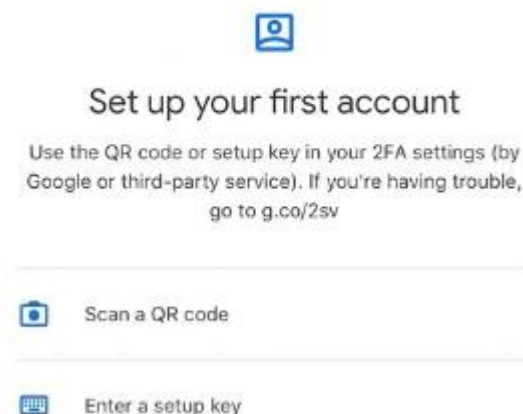 Set up your first account
Use the QR code or setup key in your 2FA settings (by
Google or third-party service). If you're having trouble,
go to g.co/2sv
Scan a QR code
Enter a setup key